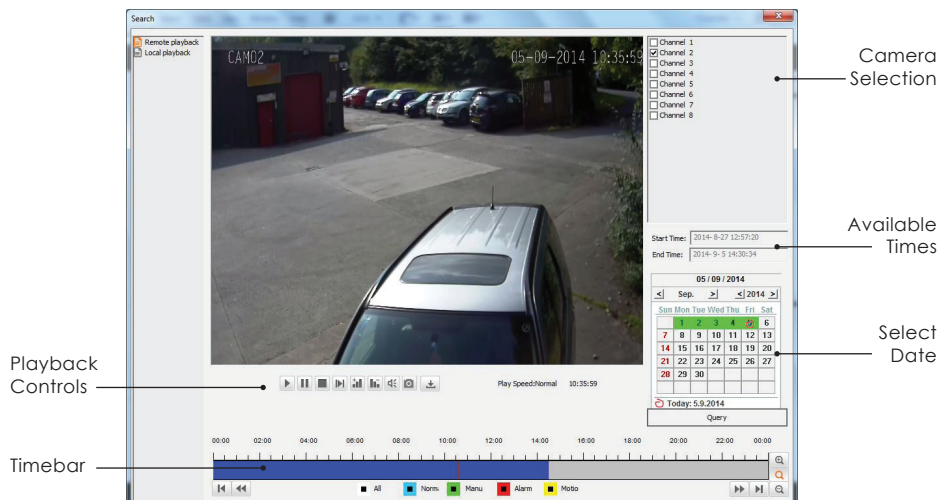 Search
Remote playback
Local playback
CAM02
05-09-2014 10:35:59
Channel 1
Channel 2
Channel 3
Channel 4
Channel 5
Channel 6
Channel 7
Channel 8
Camera
Selection
Start Time: 2014- 8-27 12:57:20
End Time: 2014- 9- 5 14:30:34
Available
Times
05 / 09 / 2014
< Sep. > < 2014 >
Sun Mon Tue Wed Thu Fri Sat
1 2 3 4 5 6
7 8 9 10 11 12 13
14 15 16 17 18 19 20
21 22 23 24 25 26 27
28 29 30
Today: 5.9.2014
Query
Select
Date
Playback
Controls
Play Speed:Normal 10:35:59
00:00 02:00 04:00 06:00 08:00 10:00 12:00 14:00 16:00 18:00 20:00 22:00 00:00
Timebar
All Norm Manu Alarm Motio